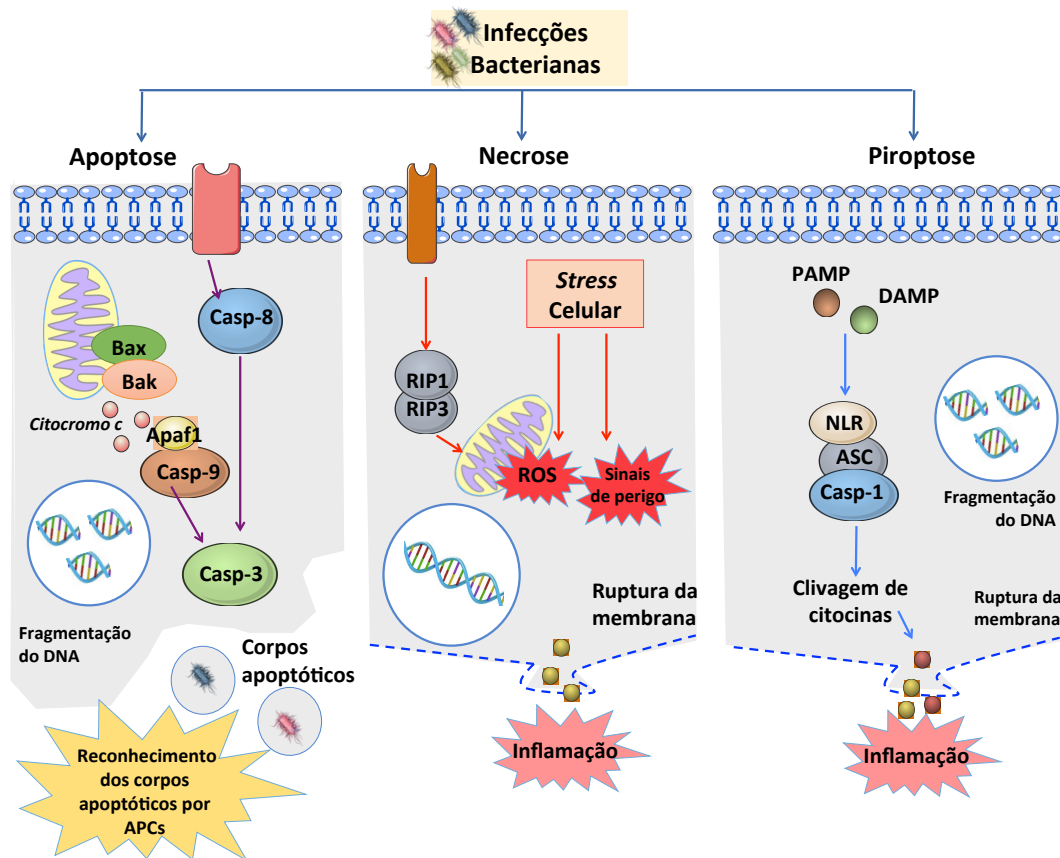 Infecções
Bacterianas
Apoptose
Casp-8
Bax
Bak
Citocromo c
Apaf1
Casp-9
Casp-3
Fragmentação
do DNA
Corpos
apoptóticos
Reconhecimento
dos corpos
apoptóticos por
APCs
Necrose
Stress
Celular
RIP1
RIP3
ROS
Sinais
de perigo
Ruptura da
membrana
Inflamação
Piroptose
PAMP
DAMP
NLR
ASC
Casp-1
Fragmentação
do DNA
Clivagem de
citocinas
Ruptura da
membrana
Inflamação